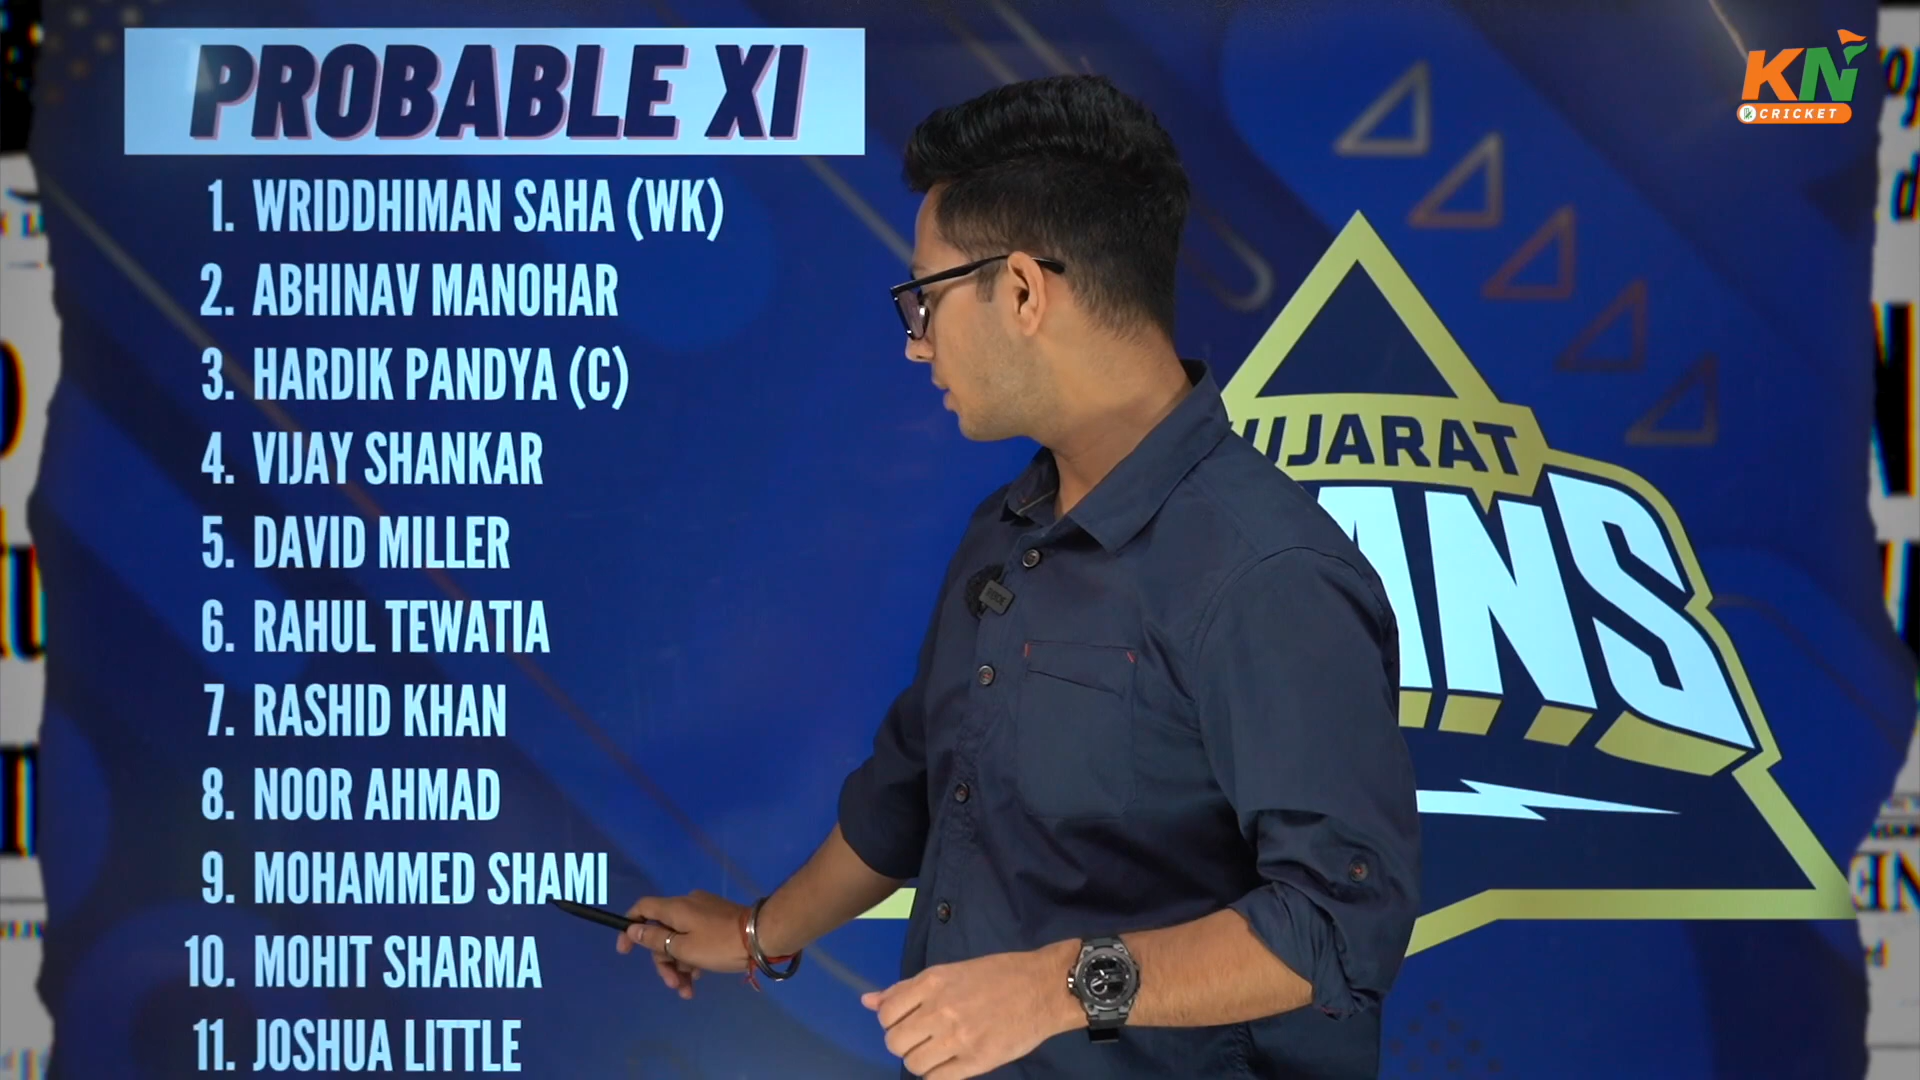 PROBABLE XI
KN
CRICKET
1. WRIDDHIMAN SAHA (WK)
2. ABHINAV MANOHAR
3. HARDIK PANDYA (C)
4. VIJAY SHANKAR
5. DAVID MILLER
6. RAHUL TEWATIA
7. RASHID KHAN
8. NOOR AHMAD
9. MOHAMMED SHAMI
10. MOHIT SHARMA
11. JOSHUA LITTLE
UJARAT
ANS